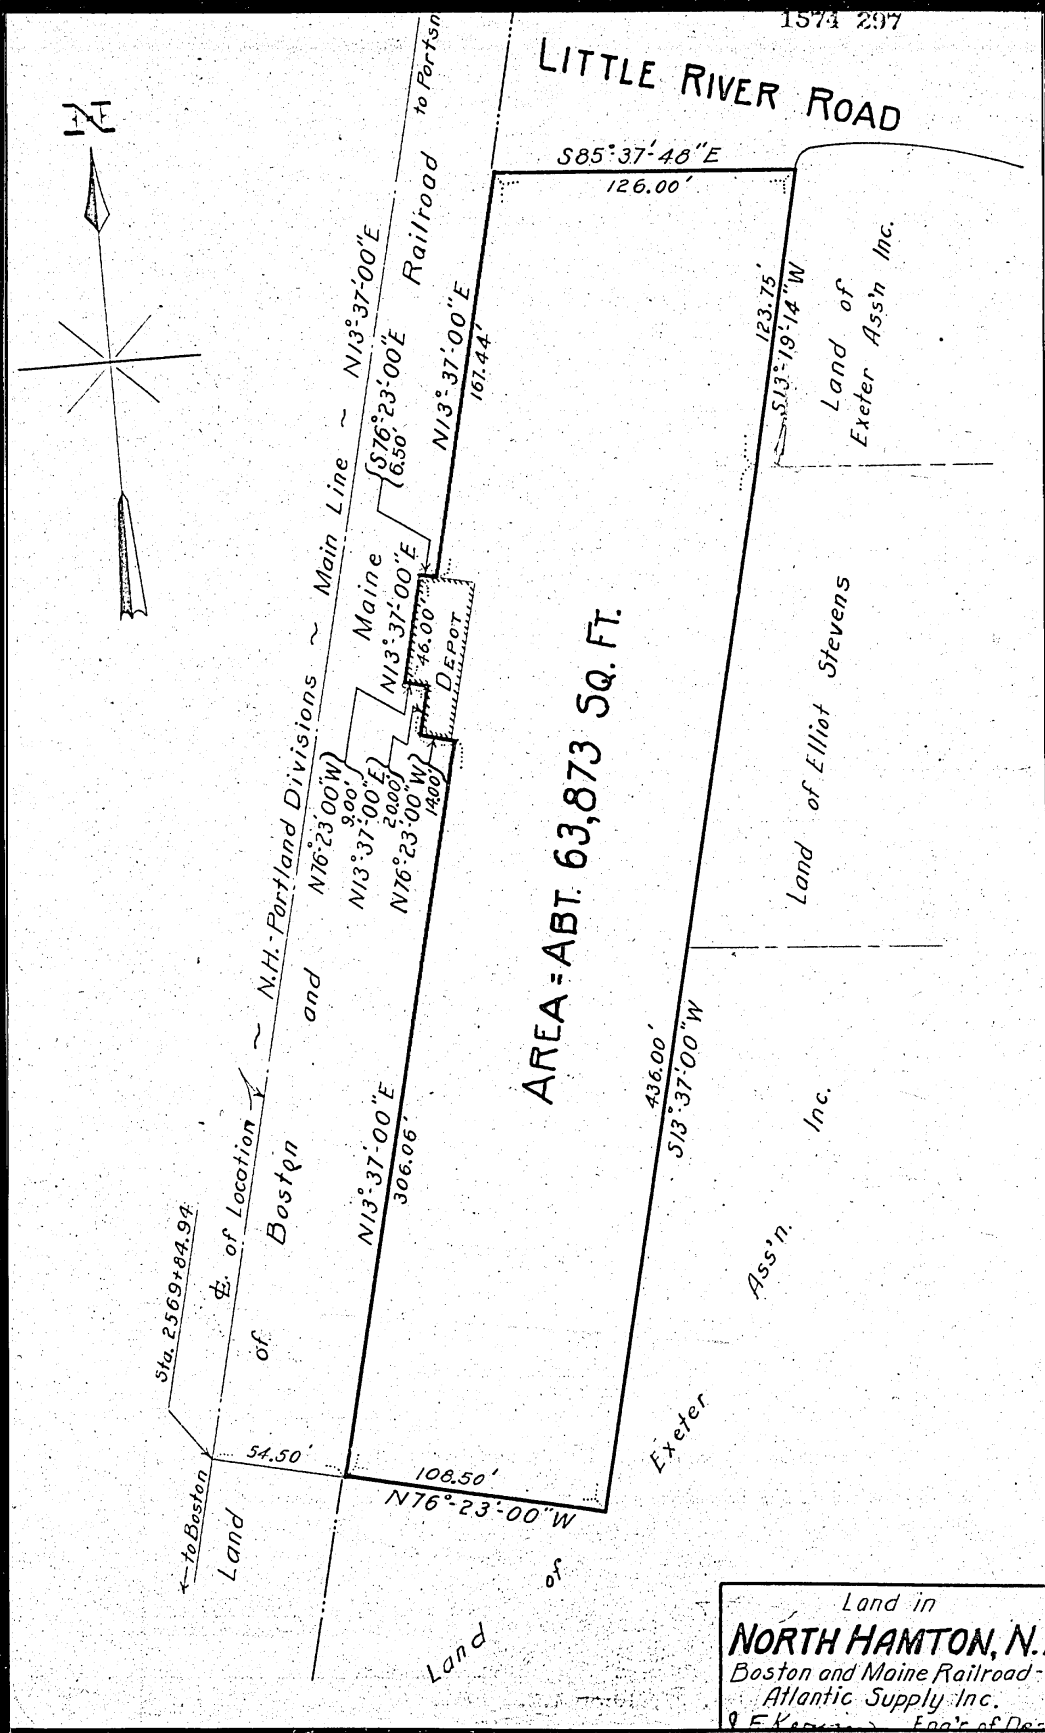 1574 297
LITTLE RIVER ROAD
S85°-37'-48"E
126.00'
to Portsm
Railroad
N13°-37'-00"E
S76°-23'-00"E
6.50'
N13°-37'-00"E
167.44'
123.75'
S13°-19'-14"W
Land of
Exeter Ass'n Inc.
Main Line ~
Maine
N13°-37'-00"E
46.00'
DEPOT
N76°-23'00"W
9.00'
N13°-37'-00"E
20.00'
N76°-23'-00"W
14.00'
AREA = ABT. 63,873 SQ. FT.
Land of Elliot Stevens
~ N.H.-Portland Divisions ~
and
Boston
of
Land
N13°-37'-00"E
306.06'
436.00'
S13°-37'-00"W
℄ of Location
Sta. 2569+84.94
54.50'
108.50'
N76°-23'-00"W
←to Boston
Land
of
Exeter
Ass'n.
Inc.
Land in
NORTH HAMTON, N.
Boston and Maine Railroad-
Atlantic Supply Inc.
Eng'r of De